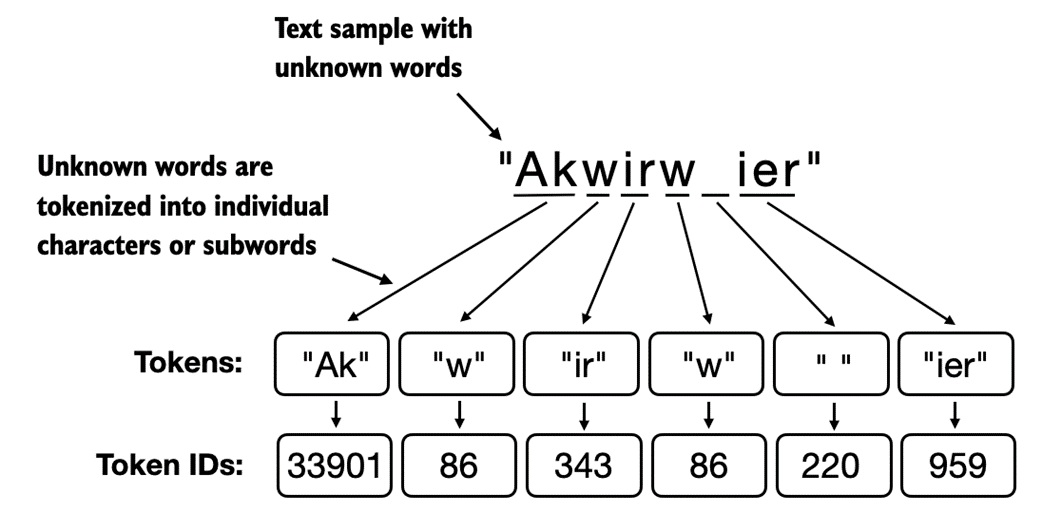 Text sample with
unknown words
"Akwirw ier"
Unknown words are
tokenized into individual
characters or subwords
Tokens: "Ak" "w" "ir" "w" " " "ier"
Token IDs: 33901 86 343 86 220 959